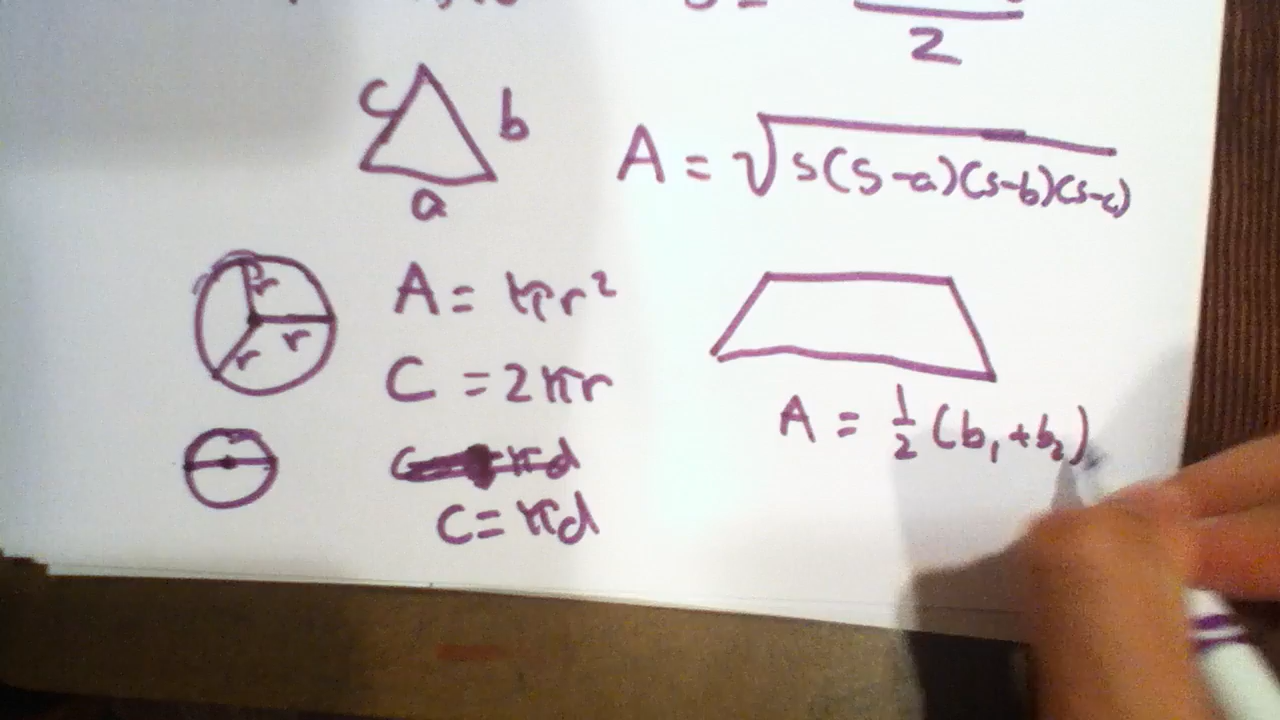 2
c
b
a
A = √s(s-a)(s-b)(s-c)
r
r
r
A = πr²
C = 2πr
C = πd
A = ½ (b₁+b₂)